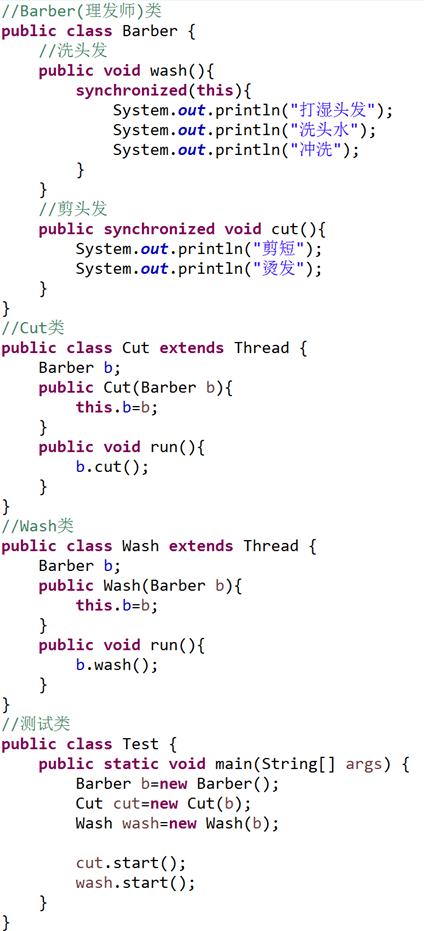 //Barber(理发师)类
public class Barber {
    //洗头发
    public void wash(){
        synchronized(this){
            System.out.println("打湿头发");
            System.out.println("洗头水");
            System.out.println("冲洗");
        }
    }
    //剪头发
    public synchronized void cut(){
        System.out.println("剪短");
        System.out.println("烫发");
    }
}
//Cut类
public class Cut extends Thread {
    Barber b;
    public Cut(Barber b){
        this.b=b;
    }
    public void run(){
        b.cut();
    }
}
//Wash类
public class Wash extends Thread {
    Barber b;
    public Wash(Barber b){
        this.b=b;
    }
    public void run(){
        b.wash();
    }
}
//测试类
public class Test {
    public static void main(String[] args) {
        Barber b=new Barber();
        Cut cut=new Cut(b);
        Wash wash=new Wash(b);

        cut.start();
        wash.start();
    }
}